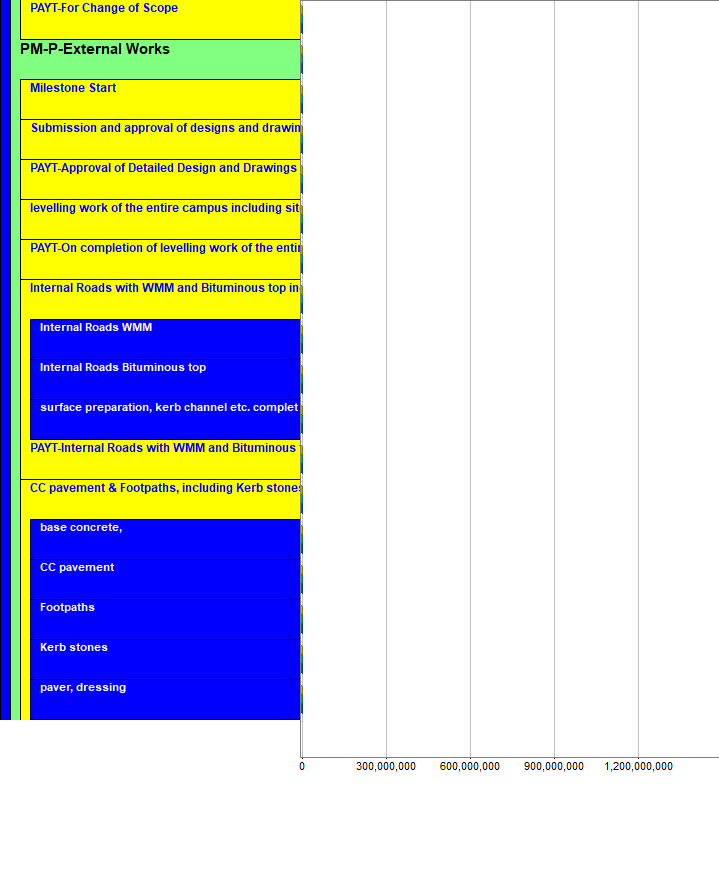 PAYT-For Change of Scope
PM-P-External Works
Milestone Start
Submission and approval of designs and drawin
PAYT-Approval of Detailed Design and Drawings
levelling work of the entire campus including sit
PAYT-On completion of levelling work of the entir
Internal Roads with WMM and Bituminous top in
Internal Roads WMM
Internal Roads Bituminous top
surface preparation, kerb channel etc. complet
PAYT-Internal Roads with WMM and Bituminous
CC pavement & Footpaths, including Kerb stones
base concrete,
CC pavement
Footpaths
Kerb stones
paver, dressing
0 300,000,000 600,000,000 900,000,000 1,200,000,000